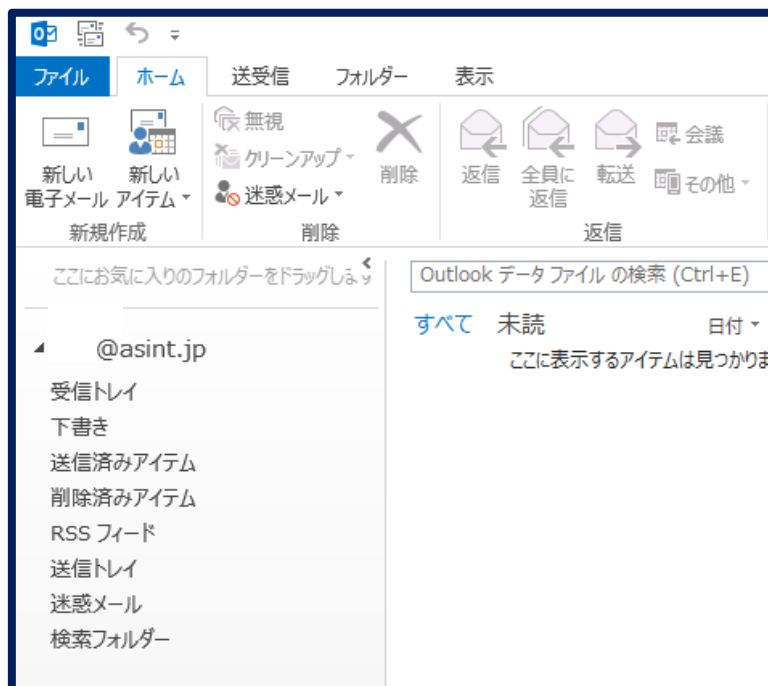 ファイル ホーム 送受信 フォルダー 表示
新しい
電子メール
新しい
アイテム
新規作成
無視
クリーンアップ
迷惑メール
削除
削除
返信
全員に
返信
転送
会議
その他
返信
ここにお気に入りのフォルダーをドラッグしま
@asint.jp
受信トレイ
下書き
送信済みアイテム
削除済みアイテム
RSS フィード
送信トレイ
迷惑メール
検索フォルダー
Outlook データ ファイル の検索 (Ctrl+E)
すべて 未読 日付
ここに表示するアイテムは見つかりま